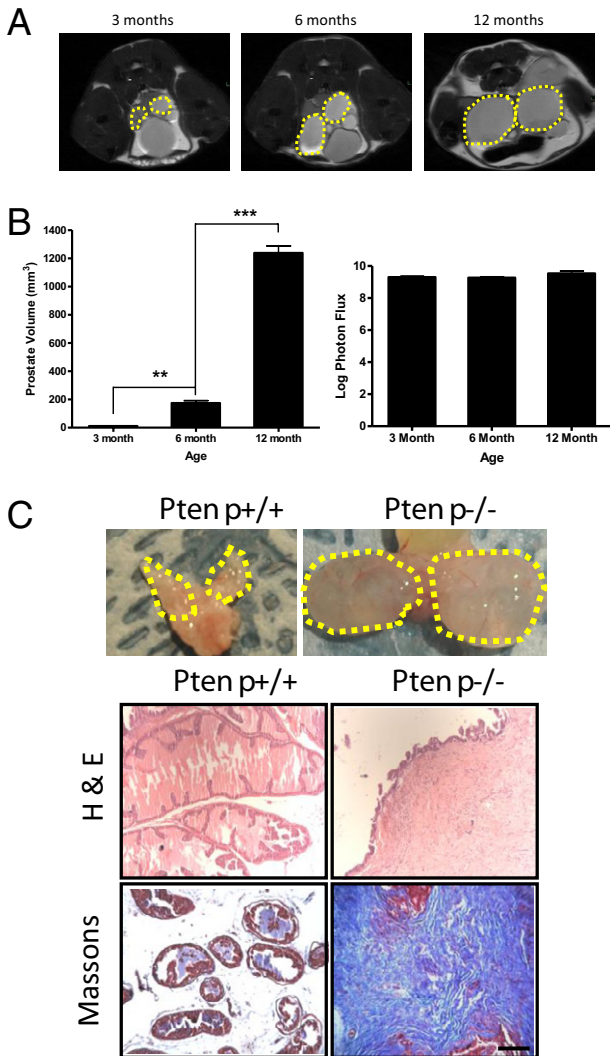 A
3 months 6 months 12 months
B
***
**
Prostate Volume (mm³)
1400
1200
1000
800
600
400
200
0
3 month 6 month 12 month
Age
Log Photon Flux
10
8
6
4
2
0
3 Month 6 Month 12 Month
Age
C
Pten p+/+ Pten p-/-
Pten p+/+ Pten p-/-
H & E
Massons